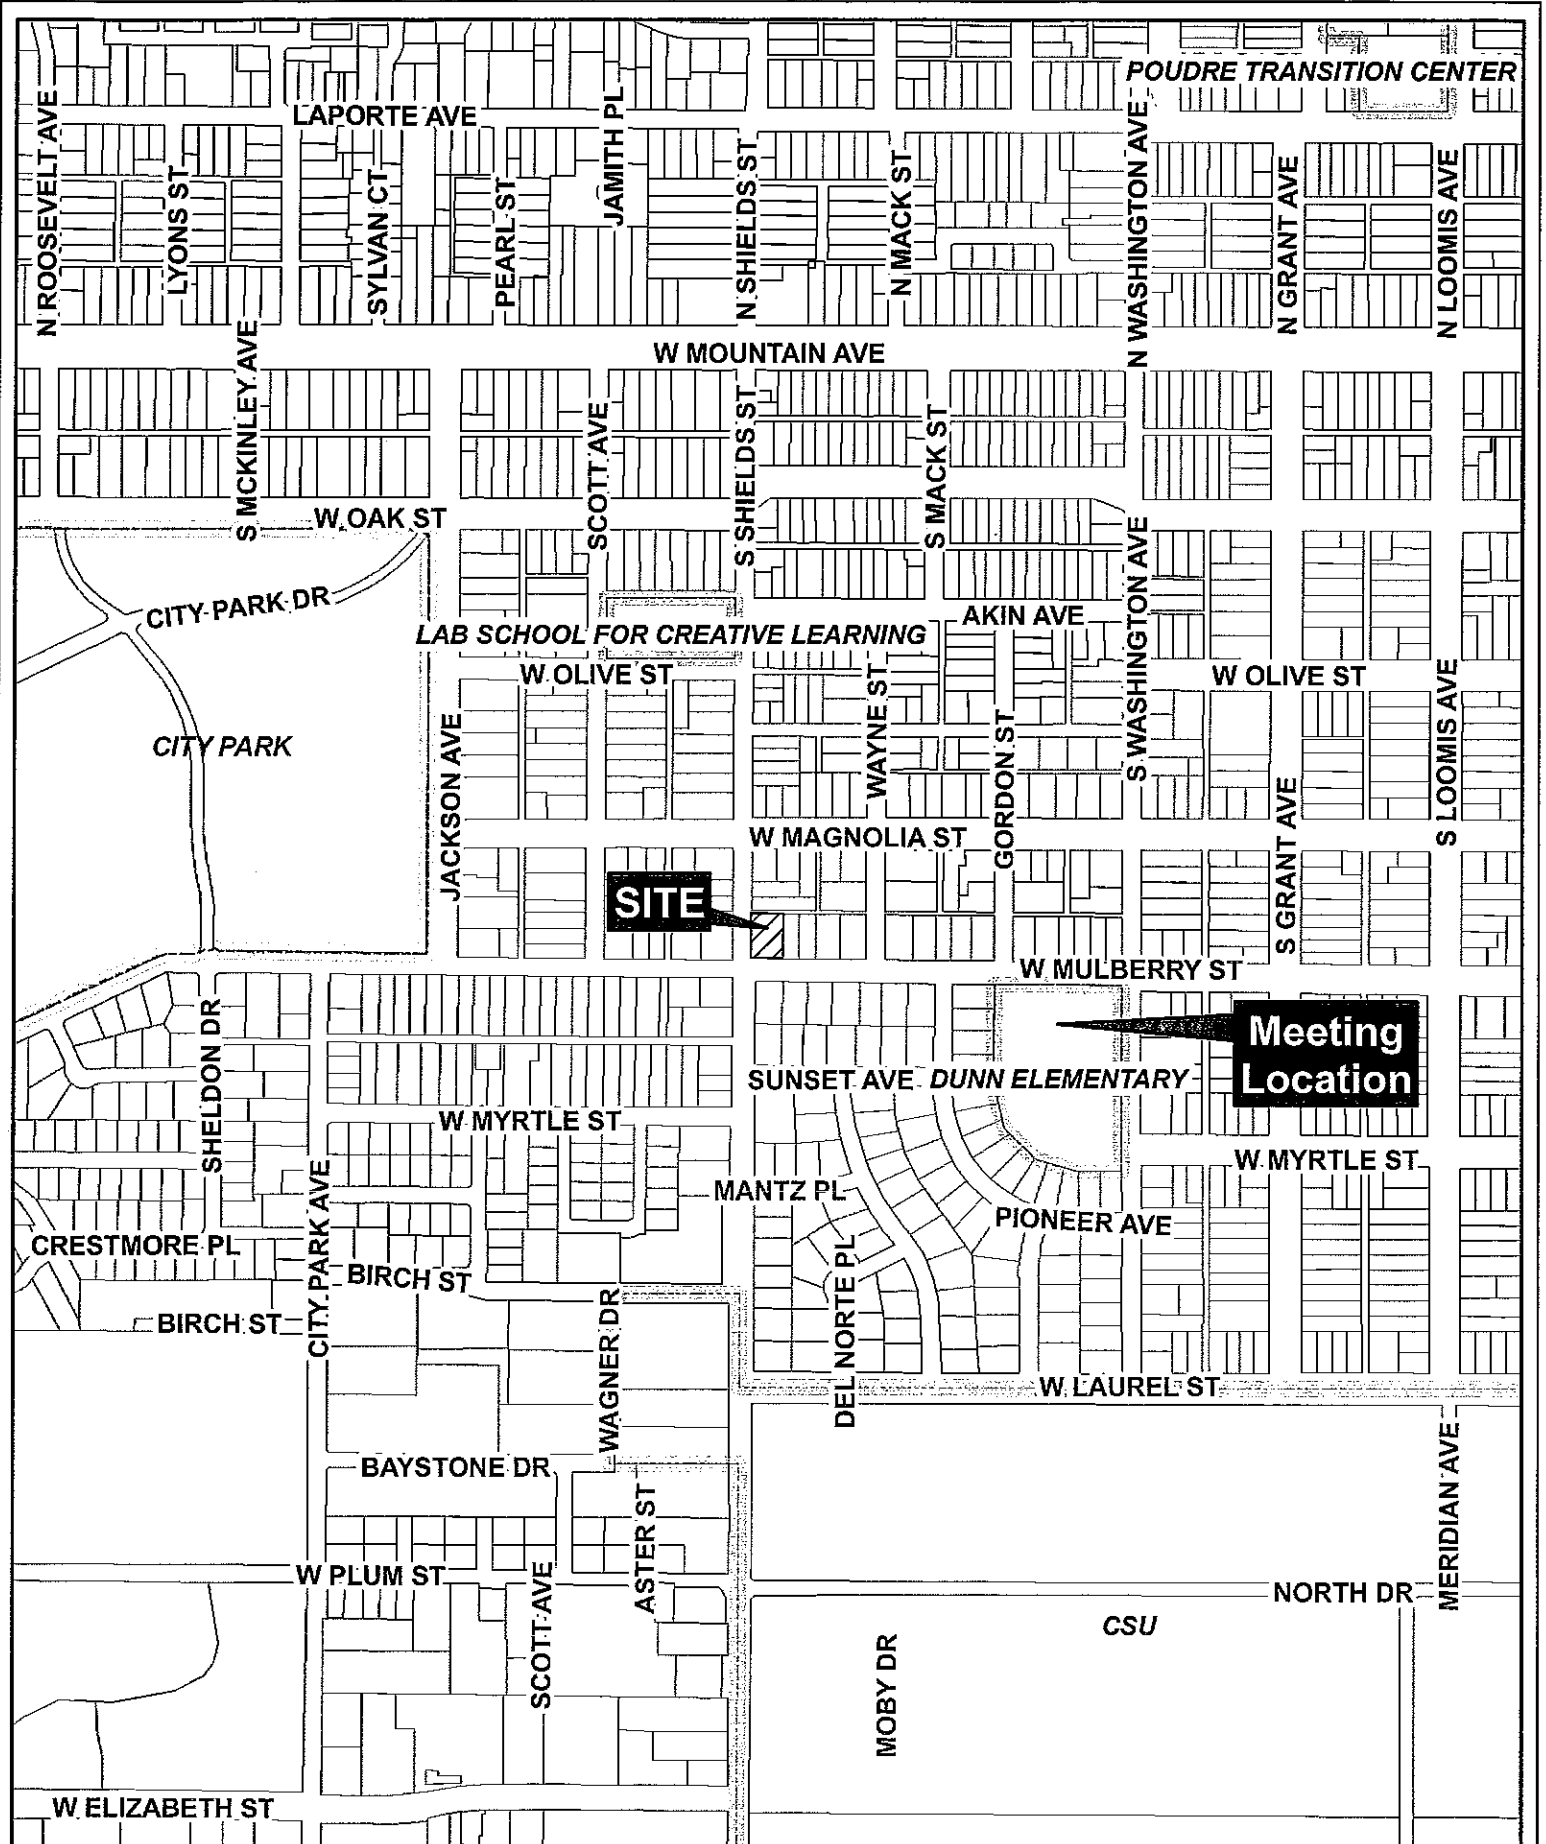 POUDRE TRANSITION CENTER
LAPORTE AVE
N ROOSEVELT AVE
LYONS ST
SYLVAN CT
PEARL ST
JAMITH PL
N SHIELDS ST
N MACK ST
N WASHINGTON AVE
N GRANT AVE
N LOOMIS AVE
W MOUNTAIN AVE
S MCKINLEY AVE
SCOTT AVE
S SHIELDS ST
S MACK ST
W OAK ST
CITY PARK DR
AKIN AVE
LAB SCHOOL FOR CREATIVE LEARNING
W OLIVE ST
W OLIVE ST
S WASHINGTON AVE
CITY PARK
JACKSON AVE
WAYNE ST
GORDON ST
S LOOMIS AVE
W MAGNOLIA ST
S GRANT AVE
SITE
W MULBERRY ST
Meeting
Location
SHELDON DR
SUNSET AVE
DUNN ELEMENTARY
W MYRTLE ST
W MYRTLE ST
MANTZ PL
PIONEER AVE
CRESTMORE PL
CITY PARK AVE
BIRCH ST
BIRCH ST
WAGNER DR
DEL NORTE PL
W LAUREL ST
BAYSTONE DR
ASTER ST
MERIDIAN AVE
W PLUM ST
SCOTT AVE
NORTH DR
CSU
MOBY DR
W ELIZABETH ST